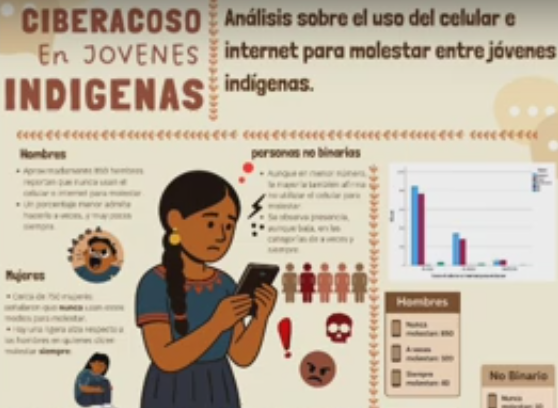 CIBERACOSO
En JOVENES
INDIGENAS
Análisis sobre el uso del celular e
internet para molestar entre jóvenes
indígenas.
Hombres
• Aproximadamente 850 hombres
reportan que nunca usan el
celular o internet para molestar.
• Un porcentaje menor admite
hacerlo a veces, y muy pocos
siempre.
Mujeres
• Cerca de 750 mujeres
señalaron que nunca usan estos
medios para molestar.
• Hay una ligera alza respecto a
los hombres en quienes dicen
molestar siempre.
personas no binarias
• Aunque en menor número,
la mayoría también afirma
no utilizar el celular para
molestar.
• Se observa presencia,
aunque baja, en las
categorías de a veces y
siempre.
Hombres
Nunca
molestan: 850
A veces
molestan: 320
Siempre
molestan: 40
No Binario
Nunca